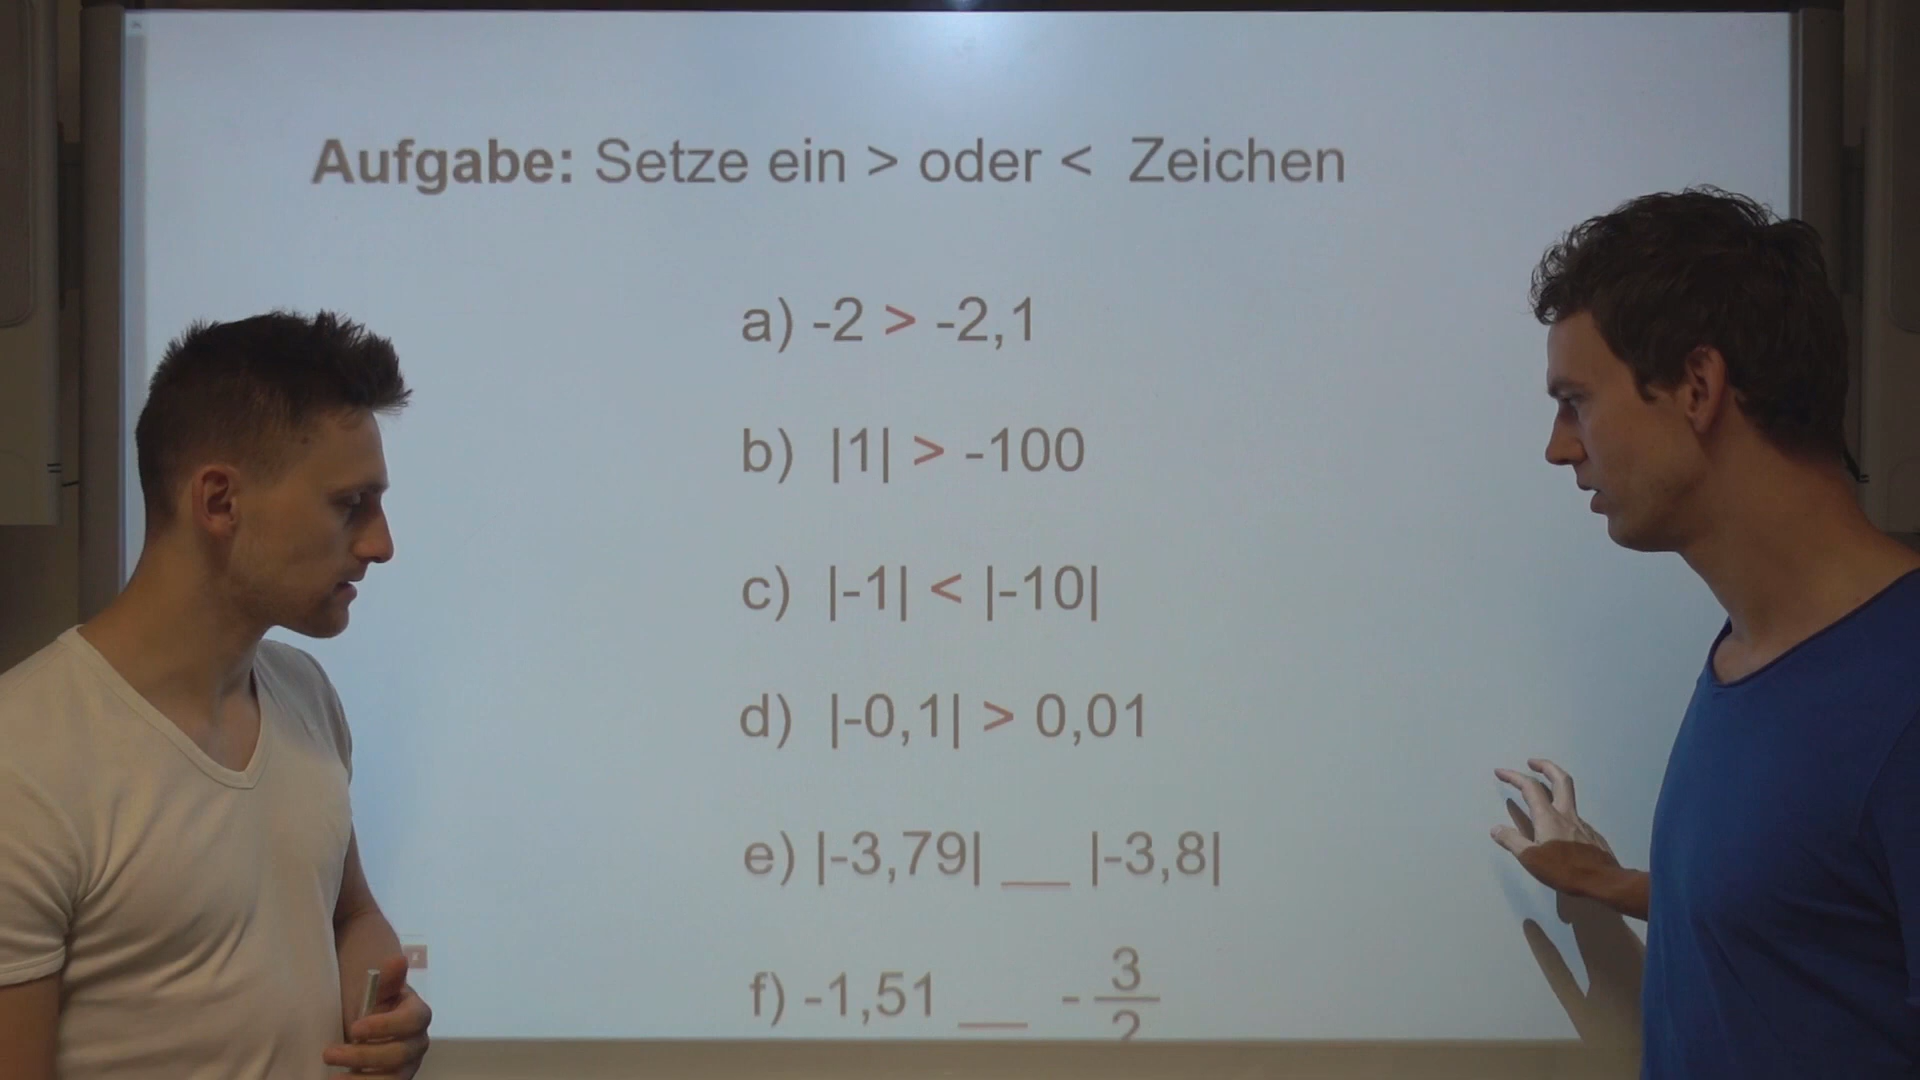 Aufgabe: Setze ein > oder < Zeichen
a) -2 > -2,1
b) |1| > -100
c) |-1| < |-10|
d) |-0,1| > 0,01
e) |-3,79| __ |-3,8|
f) -1,51 __ - 3/2